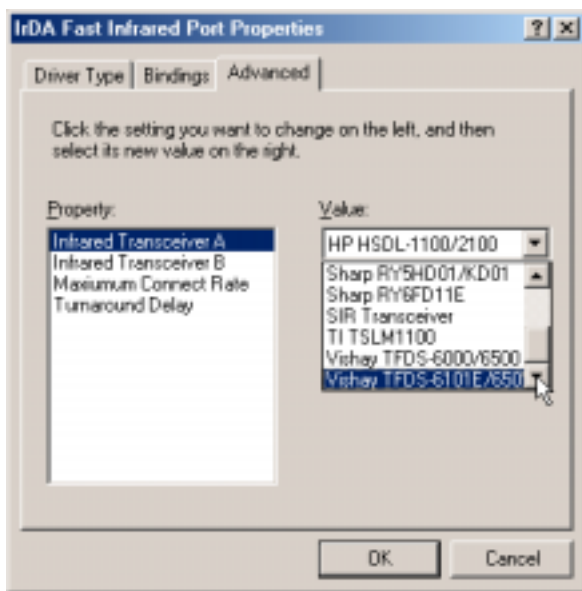 IrDA Fast Infrared Port Properties
Driver Type
Bindings
Advanced
Click the setting you want to change on the left, and then
select its new value on the right.
Property:
Infrared Transceiver A
Infrared Transceiver B
Maxiumum Connect Rate
Turnaround Delay
Value:
HP HSDL-1100/2100
Sharp RY5HD01/KD01
Sharp RY6FD11E
SIR Transceiver
TI TSLM1100
Vishay TFDS-6000/6500
Vishay TFDS-6101E/650
OK
Cancel